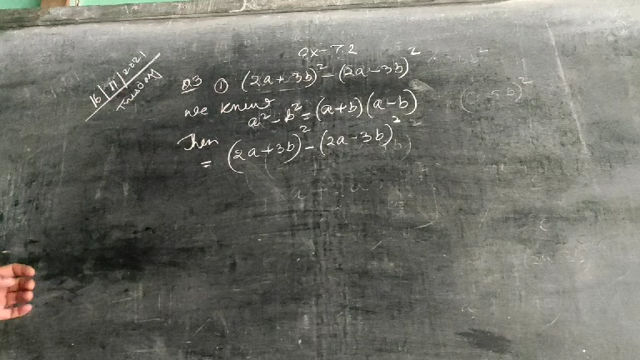 Ex-7.2
16/11/2021
Tuesday
Q3 ① (2a+3b)² - (2a-3b)²
we know
a² - b² = (a+b)(a-b)
Then
= (2a+3b)² - (2a-3b)²